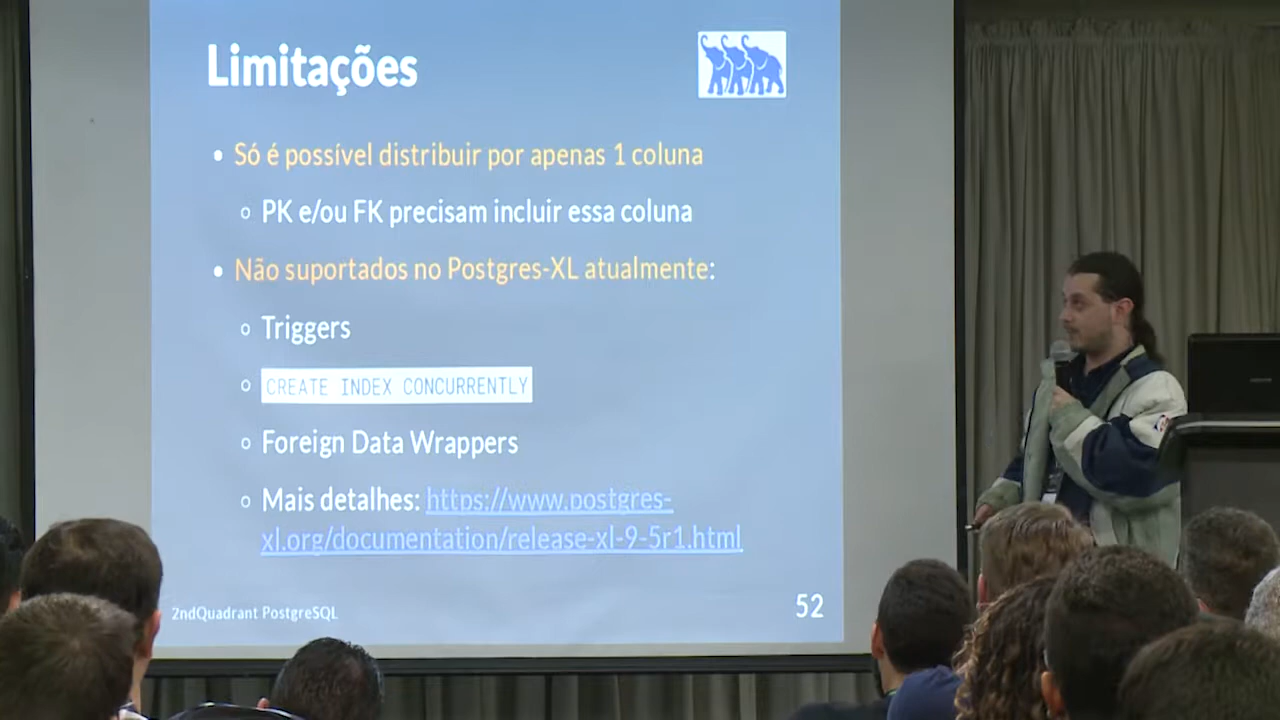 Limitações
• Só é possível distribuir por apenas 1 coluna
○ PK e/ou FK precisam incluir essa coluna
• Não suportados no Postgres-XL atualmente:
○ Triggers
○ CREATE INDEX CONCURRENTLY
○ Foreign Data Wrappers
○ Mais detalhes: https://www.postgres-
xl.org/documentation/release-xl-9-5r1.html
2ndQuadrant PostgreSQL
52